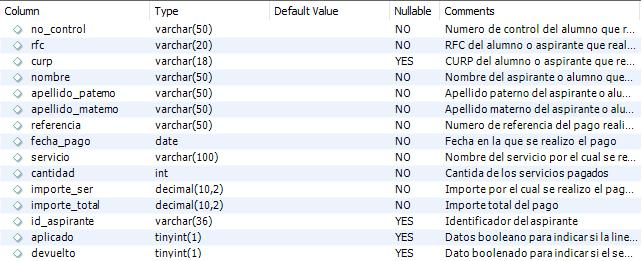 Column Type Default Value Nullable Comments
no_control varchar(50) NO Numero de control del alumno que r...
rfc varchar(20) NO RFC del alumno o aspirante que real...
curp varchar(18) YES CURP del alumno o aspirante que re...
nombre varchar(50) NO Nombre del aspirante o alumno que...
apellido_paterno varchar(50) NO Apellido paterno del aspirante o alu...
apellido_materno varchar(50) NO Apellido materno del aspirante o alu...
referencia varchar(50) NO Numero de referencia del pago reali...
fecha_pago date NO Fecha en la que se realizo el pago
servicio varchar(100) NO Nombre del servicio por el cual se re...
cantidad int NO Cantida de los servicios pagados
importe_ser decimal(10,2) NO Importe por el cual se realizo el pag...
importe_total decimal(10,2) NO Importe total del pago
id_aspirante varchar(36) YES Identificador del aspirante
aplicado tinyint(1) YES Datos booleano para indicar si la line...
devuelto tinyint(1) YES Dato boolenado para indicar si el se...